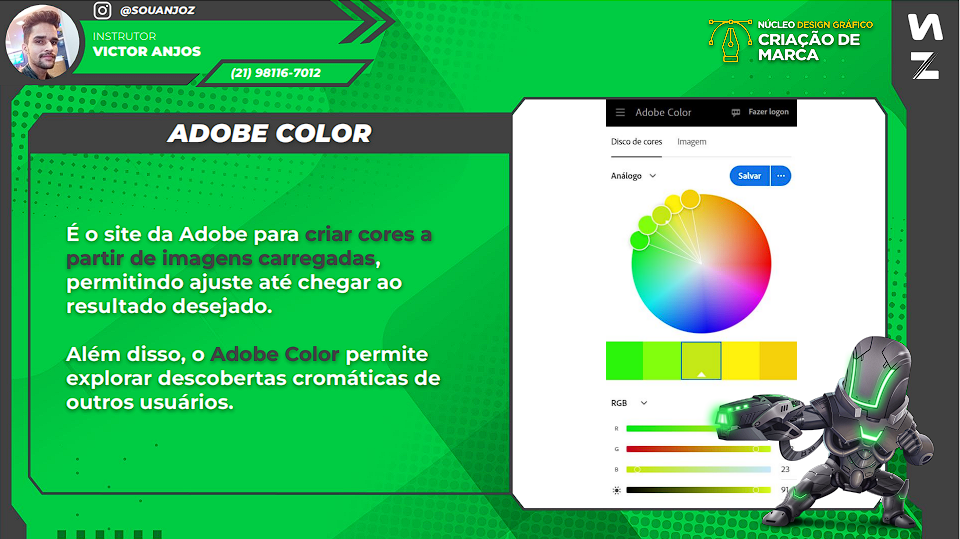 @SOUANJOZ
INSTRUTOR
VICTOR ANJOS
(21) 98116-7012
NÚCLEO DESIGN GRÁFICO
CRIAÇÃO DE
MARCA
ADOBE COLOR
É o site da Adobe para criar cores a
partir de imagens carregadas,
permitindo ajuste até chegar ao
resultado desejado.
Além disso, o Adobe Color permite
explorar descobertas cromáticas de
outros usuários.
Adobe Color
Fazer logon
Disco de cores Imagem
Análogo
Salvar
RGB
R
G
B 23
91